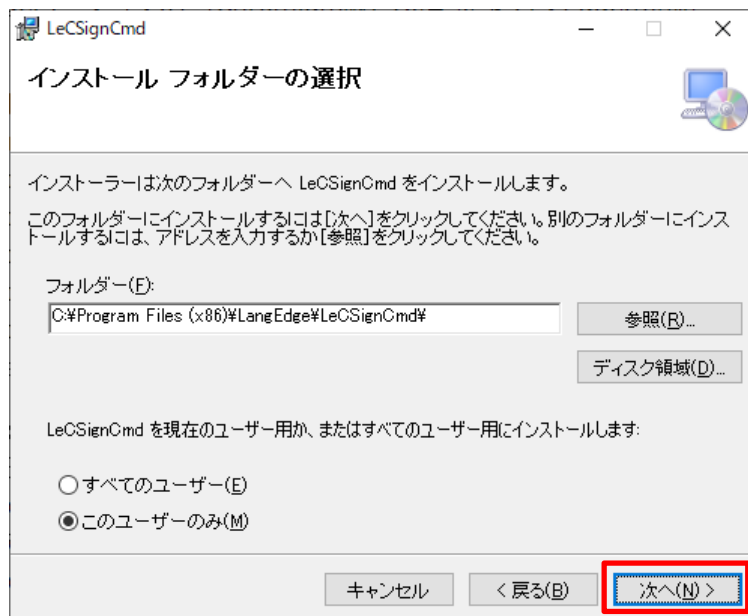 LeCSignCmd
インストール フォルダーの選択
インストーラーは次のフォルダーへ LeCSignCmd をインストールします。
このフォルダーにインストールするには[次へ]をクリックしてください。別のフォルダーにインス
トールするには、アドレスを入力するか[参照]をクリックしてください。
フォルダー(F):
C:¥Program Files (x86)¥LangEdge¥LeCSignCmd¥
参照(R)...
ディスク領域(D)...
LeCSignCmd を現在のユーザー用か、またはすべてのユーザー用にインストールします:
すべてのユーザー(E)
このユーザーのみ(M)
キャンセル
< 戻る(B)
次へ(N) >